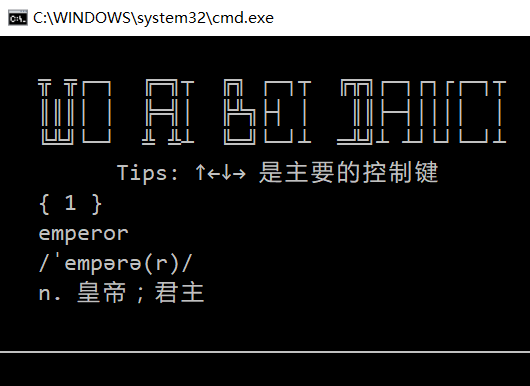 C:\WINDOWS\system32\cmd.exe
WO AI BEI DANCI
Tips: ↑←↓→ 是主要的控制键
{ 1 }
emperor
/ˈempərə(r)/
n. 皇帝；君主